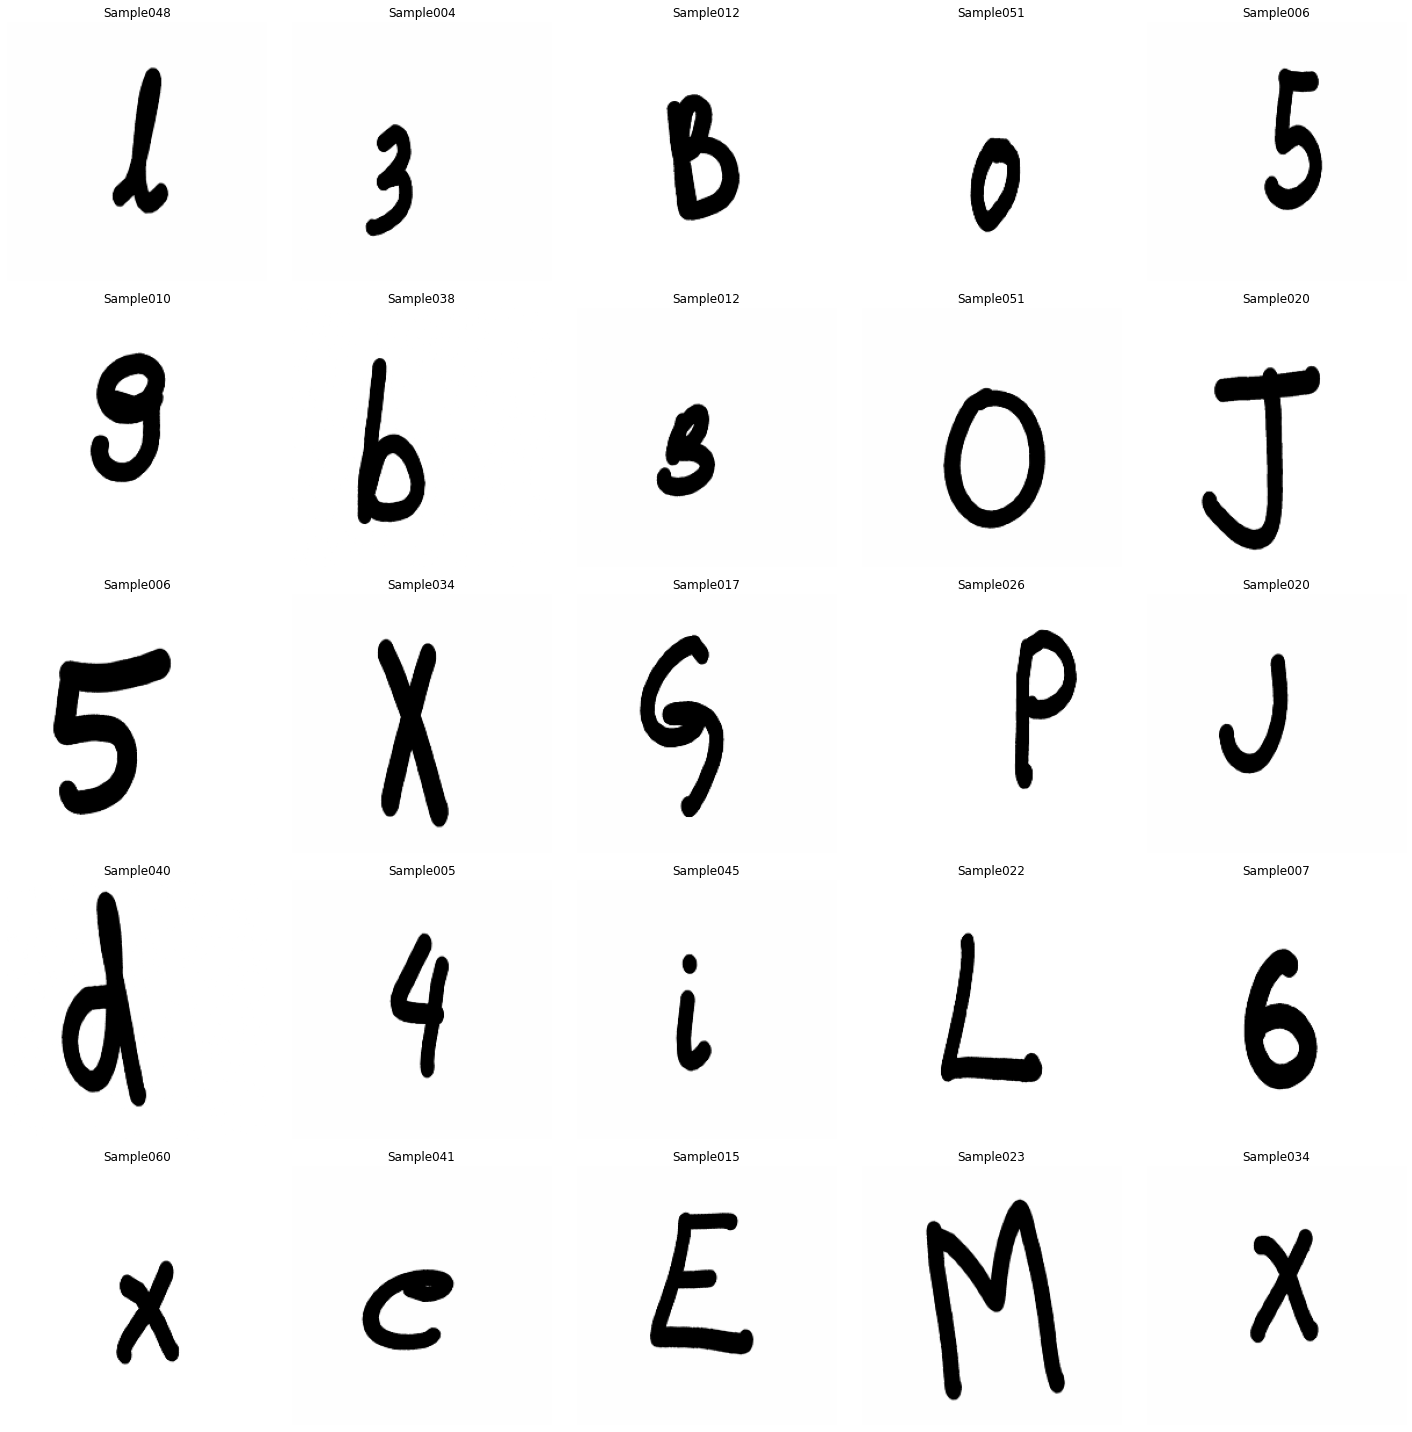 Sample048 Sample004 Sample012 Sample051 Sample006
l 3 B o 5
Sample010 Sample038 Sample012 Sample051 Sample020
9 b B o J
Sample006 Sample034 Sample017 Sample026 Sample020
5 X G P J
Sample040 Sample005 Sample045 Sample022 Sample007
d 4 i L 6
Sample060 Sample041 Sample015 Sample023 Sample034
x e E M X